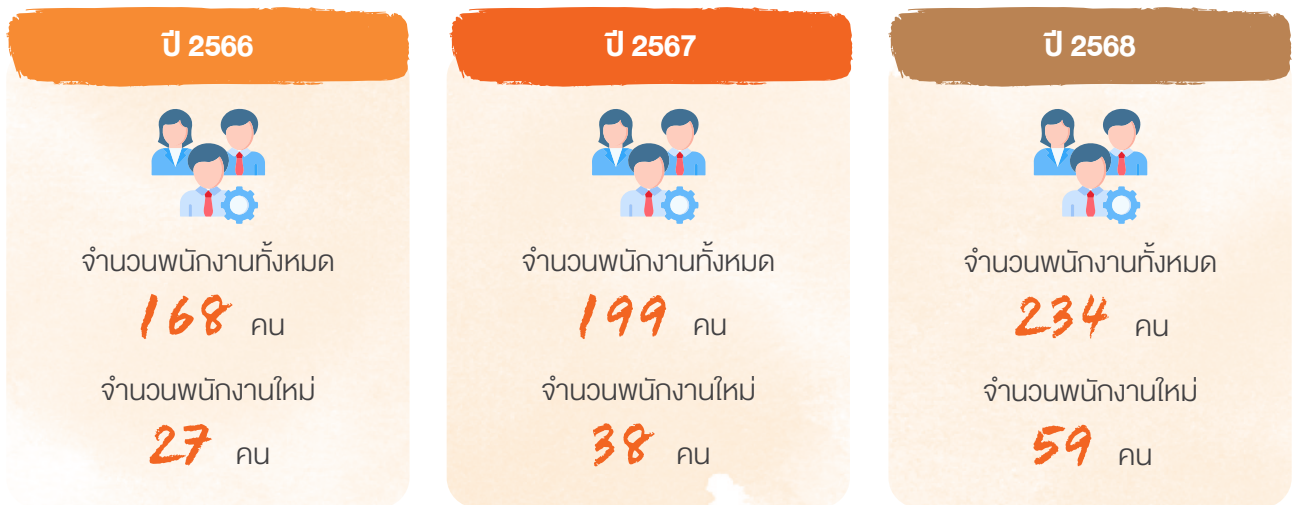 ปี 2566
จำนวนพนักงานทั้งหมด
168 คน
จำนวนพนักงานใหม่
27 คน
ปี 2567
จำนวนพนักงานทั้งหมด
199 คน
จำนวนพนักงานใหม่
38 คน
ปี 2568
จำนวนพนักงานทั้งหมด
234 คน
จำนวนพนักงานใหม่
59 คน